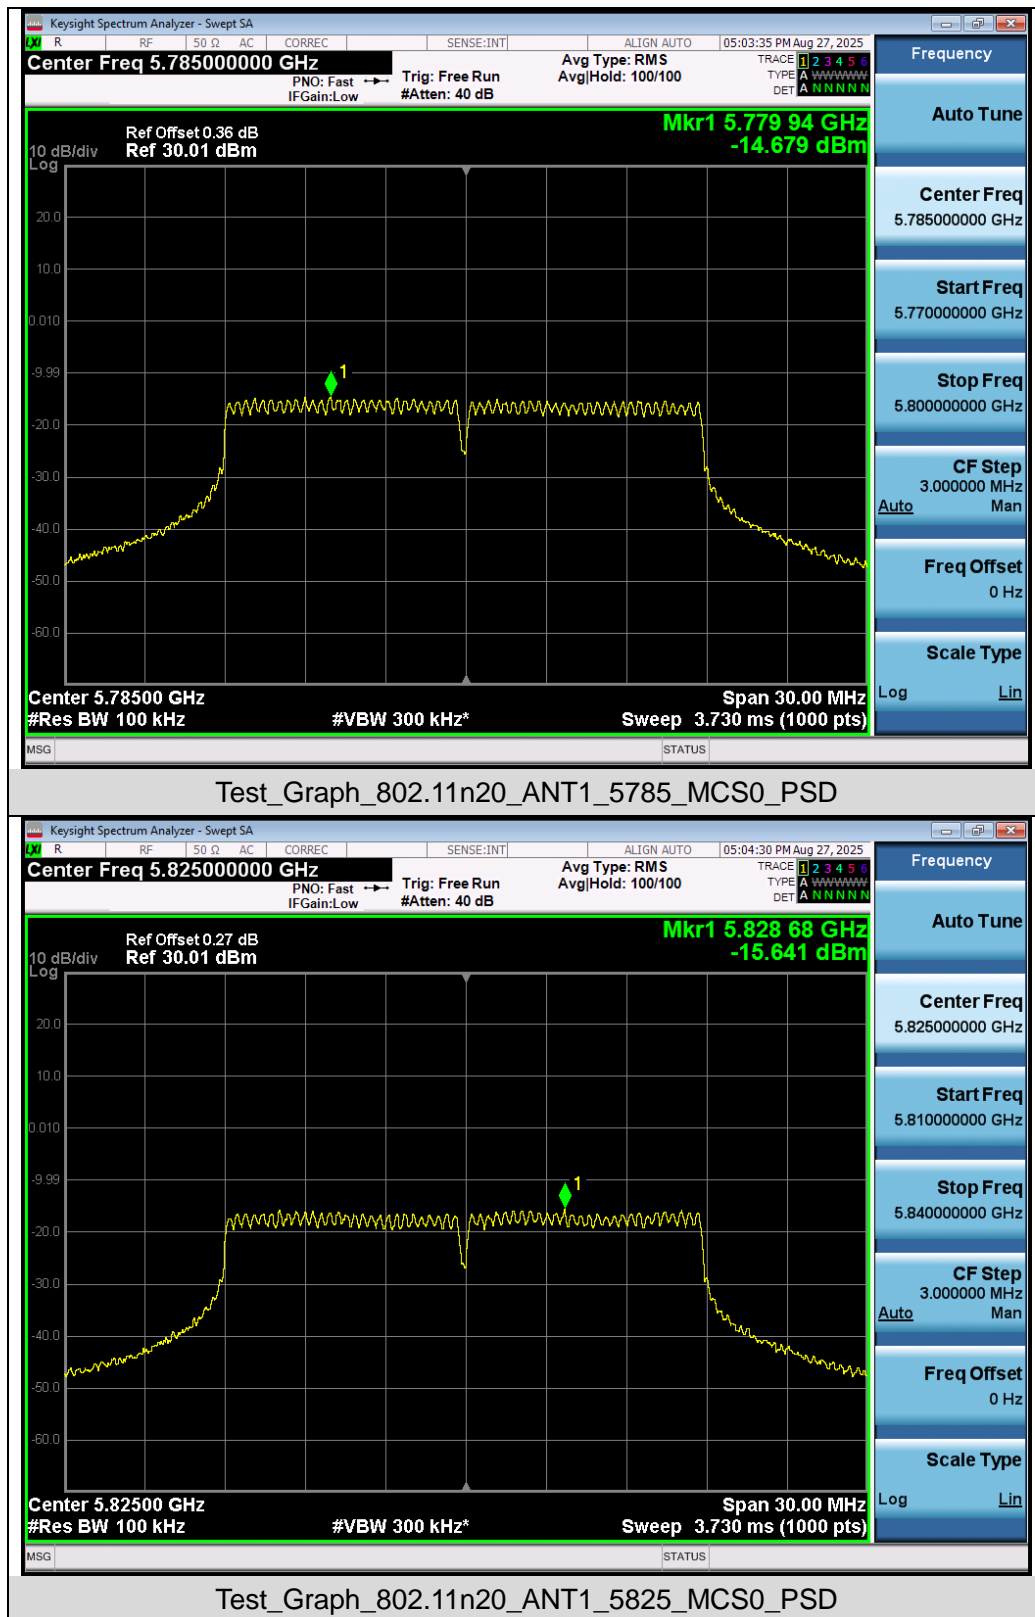 Keysight Spectrum Analyzer - Swept SA
LXI R RF 50 Ω AC CORREC SENSE:INT ALIGN AUTO 05:03:35 PM Aug 27, 2025
Center Freq 5.785000000 GHz
PNO: Fast
IFGain:Low
Trig: Free Run
#Atten: 40 dB
Avg Type: RMS
Avg|Hold: 100/100
TRACE 1 2 3 4 5 6
TYPE A WWWWW
DET A N N N N N
Mkr1 5.779 94 GHz
-14.679 dBm
Ref Offset 0.36 dB
10 dB/div Ref 30.01 dBm
Log
20.0
10.0
0.010
-9.99
-20.0
-30.0
-40.0
-50.0
-60.0
1
Center 5.78500 GHz Span 30.00 MHz
#Res BW 100 kHz #VBW 300 kHz* Sweep 3.730 ms (1000 pts)
MSG STATUS
Frequency
Auto Tune
Center Freq
5.785000000 GHz
Start Freq
5.770000000 GHz
Stop Freq
5.800000000 GHz
CF Step
3.000000 MHz
Auto Man
Freq Offset
0 Hz
Scale Type
Log Lin
Test_Graph_802.11n20_ANT1_5785_MCS0_PSD
Keysight Spectrum Analyzer - Swept SA
LXI R RF 50 Ω AC CORREC SENSE:INT ALIGN AUTO 05:04:30 PM Aug 27, 2025
Center Freq 5.825000000 GHz
PNO: Fast
IFGain:Low
Trig: Free Run
#Atten: 40 dB
Avg Type: RMS
Avg|Hold: 100/100
TRACE 1 2 3 4 5 6
TYPE A WWWWW
DET A N N N N N
Mkr1 5.828 68 GHz
-15.641 dBm
Ref Offset 0.27 dB
10 dB/div Ref 30.01 dBm
Log
20.0
10.0
0.010
-9.99
-20.0
-30.0
-40.0
-50.0
-60.0
1
Center 5.82500 GHz Span 30.00 MHz
#Res BW 100 kHz #VBW 300 kHz* Sweep 3.730 ms (1000 pts)
MSG STATUS
Frequency
Auto Tune
Center Freq
5.825000000 GHz
Start Freq
5.810000000 GHz
Stop Freq
5.840000000 GHz
CF Step
3.000000 MHz
Auto Man
Freq Offset
0 Hz
Scale Type
Log Lin
Test_Graph_802.11n20_ANT1_5825_MCS0_PSD